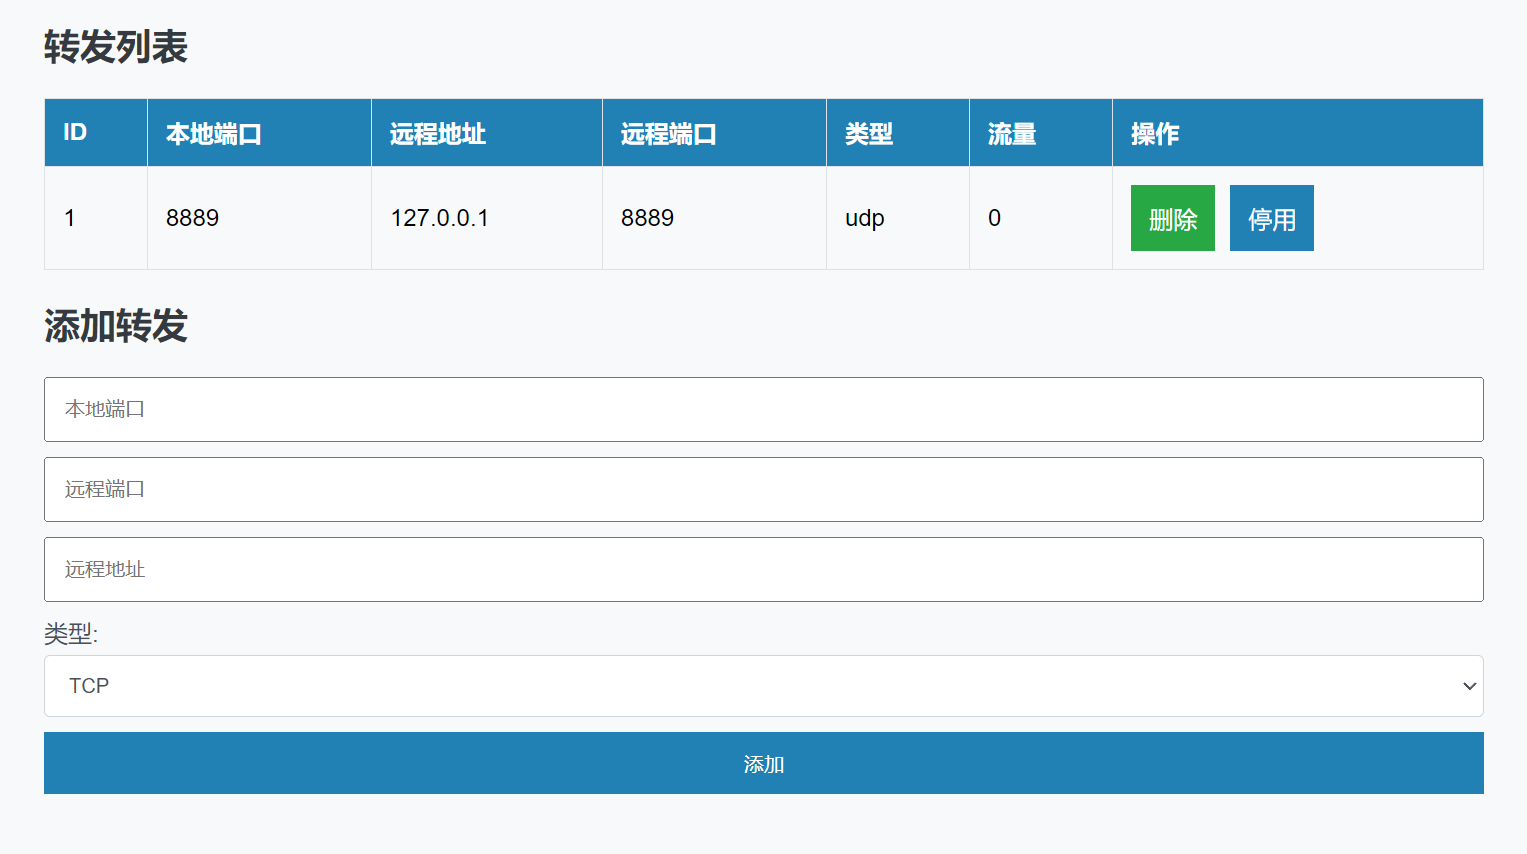 转发列表
ID 本地端口 远程地址 远程端口 类型 流量 操作
1 8889 127.0.0.1 8889 udp 0 删除 停用
添加转发
本地端口
远程端口
远程地址
类型:
TCP
添加